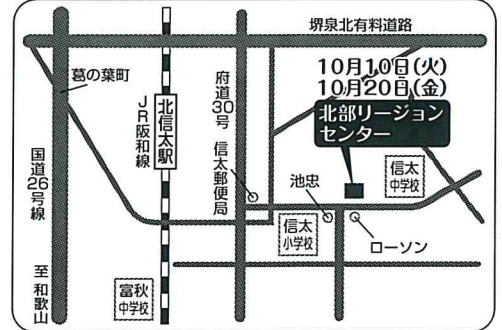 堺泉北有料道路
10月10日(火)
10月20日(金)
北部リージョン
センター
葛の葉町
北信太駅
JR阪和線
府道30号
信太郵便局
国道26号線
至 和歌山
池忠
信太
中学校
信太
小学校
ローソン
富秋
中学校